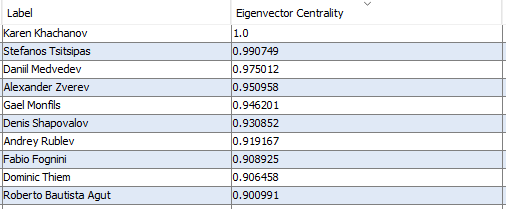 Label Eigenvector Centrality
Karen Khachanov 1.0
Stefanos Tsitsipas 0.990749
Daniil Medvedev 0.975012
Alexander Zverev 0.950958
Gael Monfils 0.946201
Denis Shapovalov 0.930852
Andrey Rublev 0.919167
Fabio Fognini 0.908925
Dominic Thiem 0.906458
Roberto Bautista Agut 0.900991